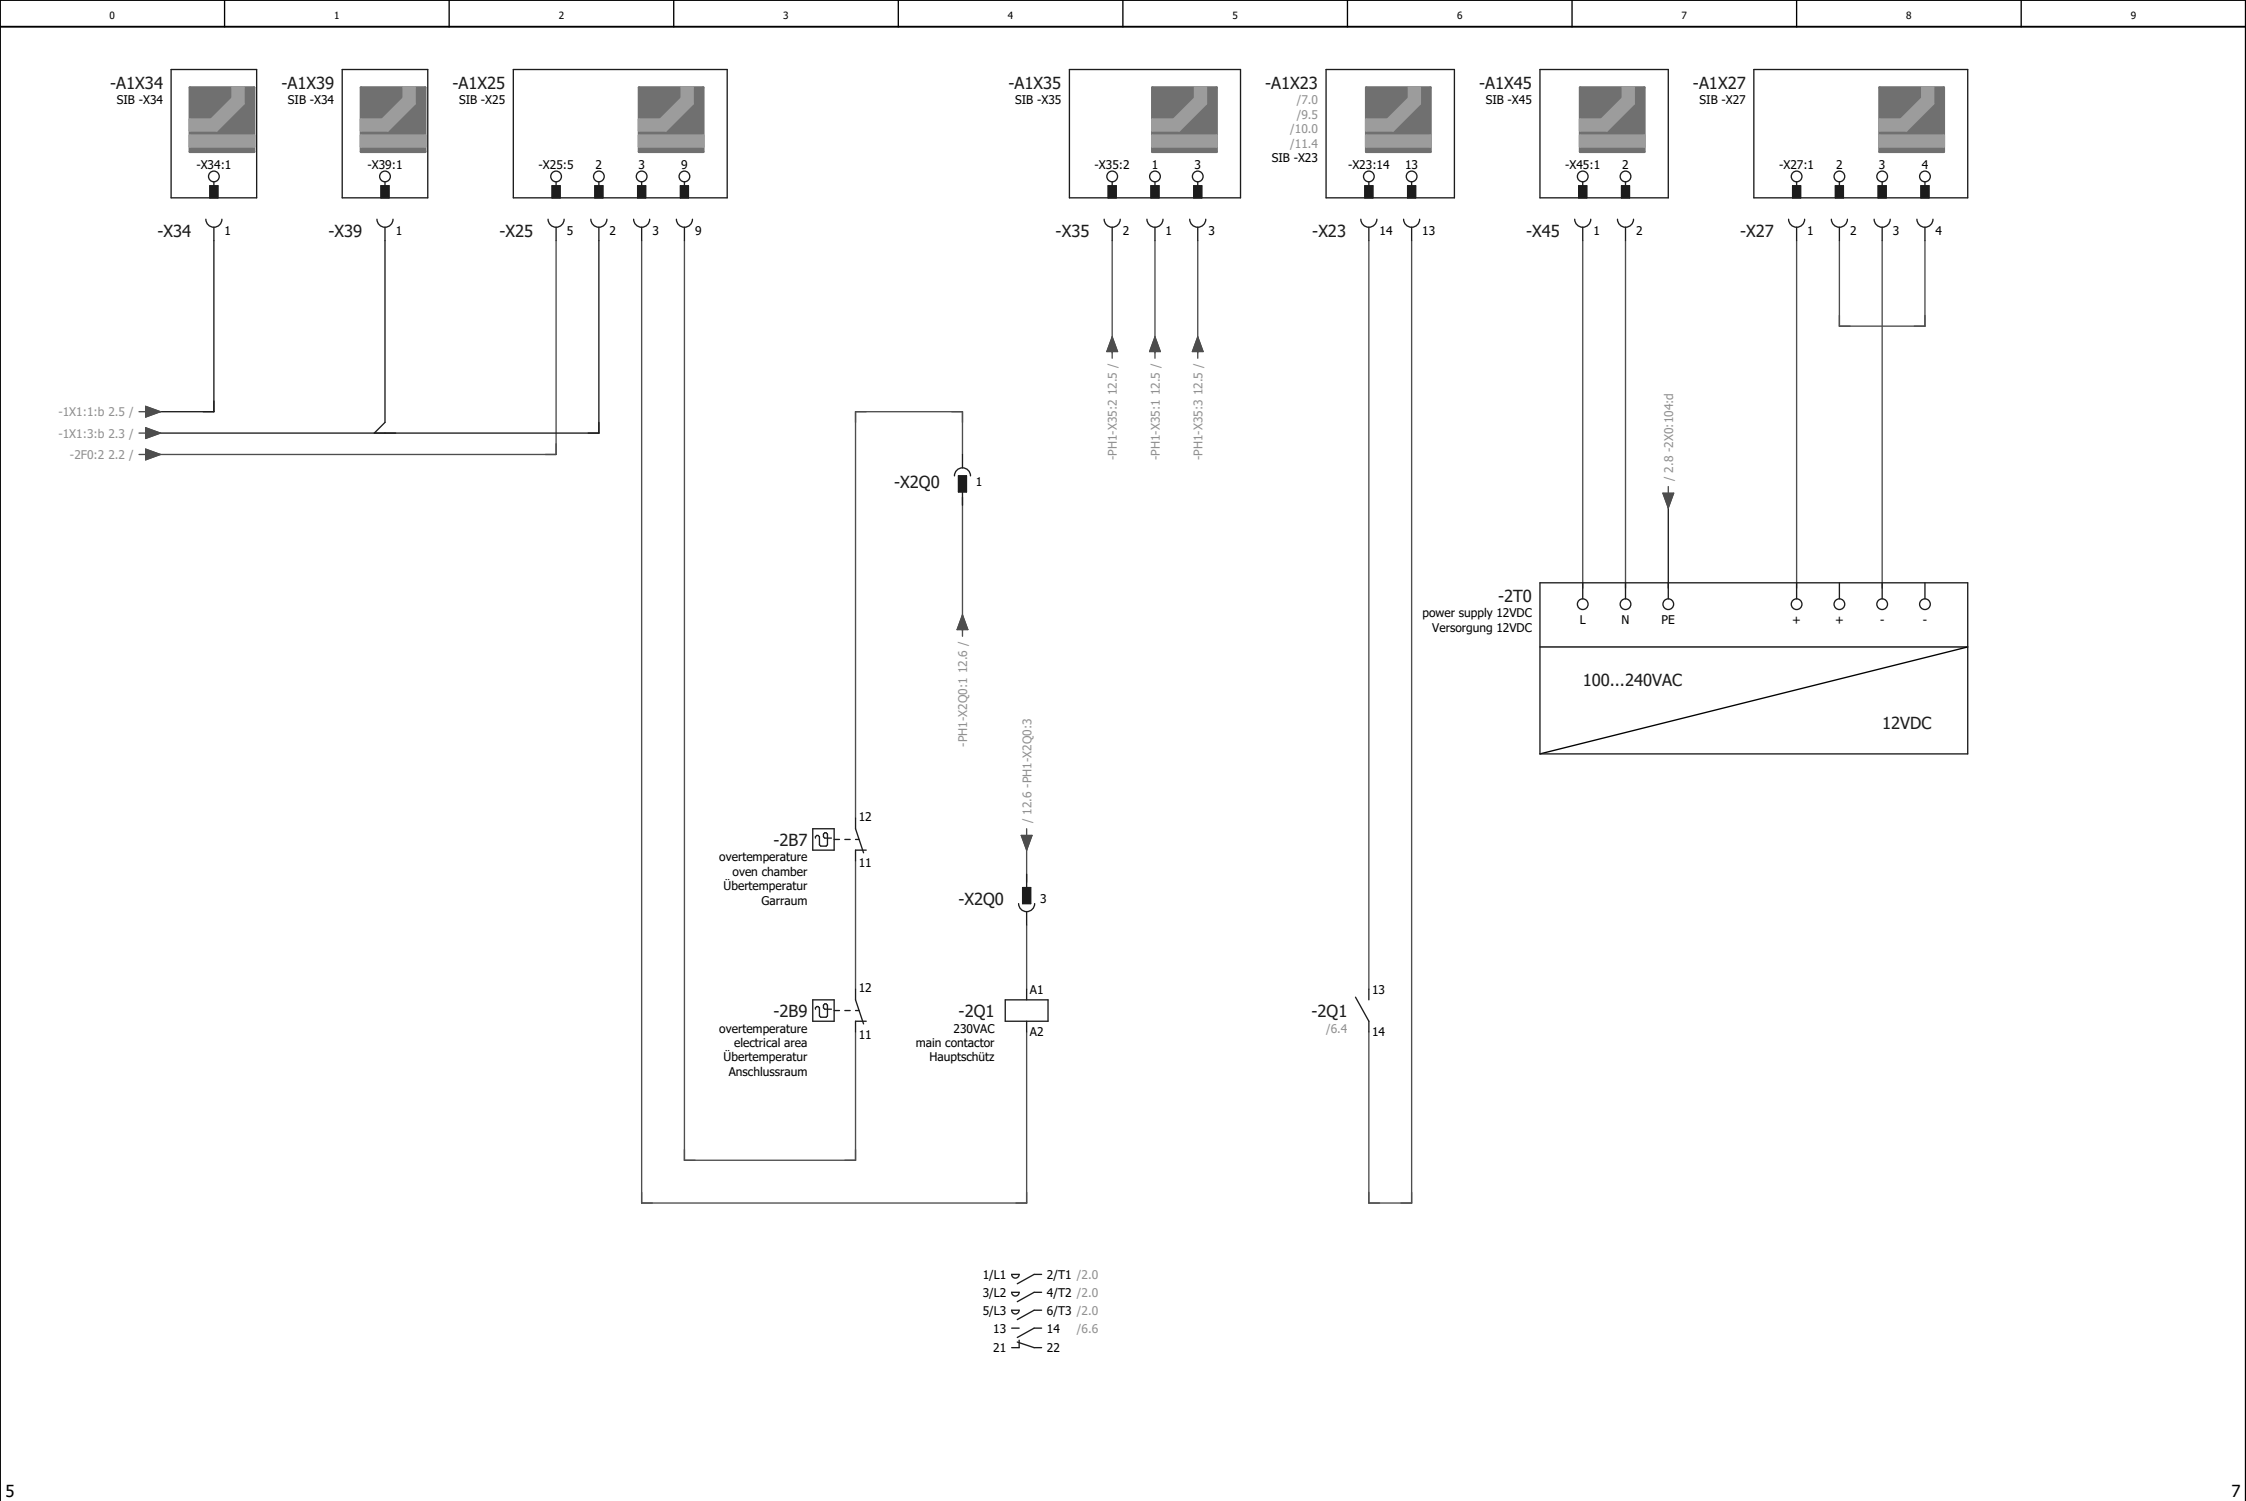 0 1 2 3 4 5 6 7 8 9
-A1X34
SIB -X34
-X34:1
-X34 1
-A1X39
SIB -X34
-X39:1
-X39 1
-A1X25
SIB -X25
-X25:5 2 3 9
-X25 5 2 3 9
-A1X35
SIB -X35
-X35:2 1 3
-X35 2 1 3
-A1X23
/7.0
/9.5
/10.0
/11.4
SIB -X23
-X23:14 13
-X23 14 13
-A1X45
SIB -X45
-X45:1 2
-X45 1 2
-A1X27
SIB -X27
-X27:1 2 3 4
-X27 1 2 3 4
-1X1:1:b 2.5 /
-1X1:3:b 2.3 /
-2F0:2 2.2 /
-PH1-X35:2 12.5 /
-PH1-X35:1 12.5 /
-PH1-X35:3 12.5 /
/ 2.8 -2X0:104:d
-X2Q0 1
-PH1-X2Q0:1 12.6 /
/ 12.6 -PH1-X2Q0:3
-2T0
power supply 12VDC
Versorgung 12VDC
L N PE + + - -
100...240VAC
12VDC
12
-2B7
11
overtemperature
oven chamber
Übertemperatur
Garraum
-X2Q0 3
12
-2B9
11
overtemperature
electrical area
Übertemperatur
Anschlussraum
A1
-2Q1
A2
230VAC
main contactor
Hauptschütz
13
-2Q1
/6.4
14
1/L1 2/T1 /2.0
3/L2 4/T2 /2.0
5/L3 6/T3 /2.0
13 14 /6.6
21 22
5 7